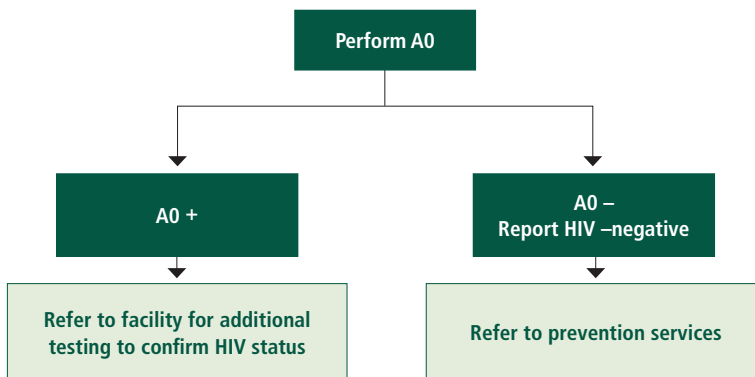 Perform A0
A0 +
A0 –
Report HIV –negative
Refer to facility for additional
testing to confirm HIV status
Refer to prevention services